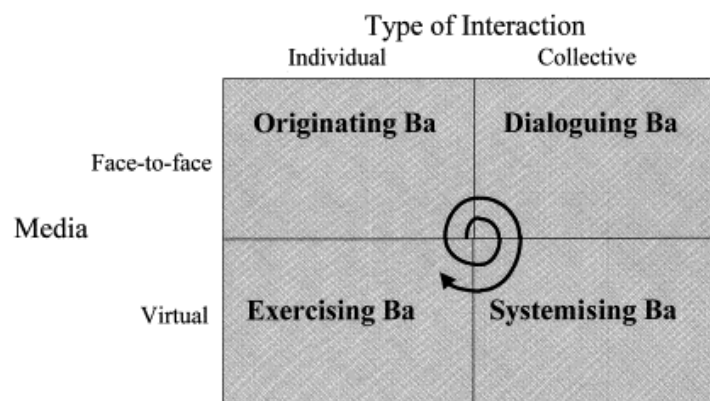 Type of Interaction
Individual Collective
Originating Ba Dialoguing Ba
Face-to-face
Media
Virtual Exercising Ba Systemising Ba